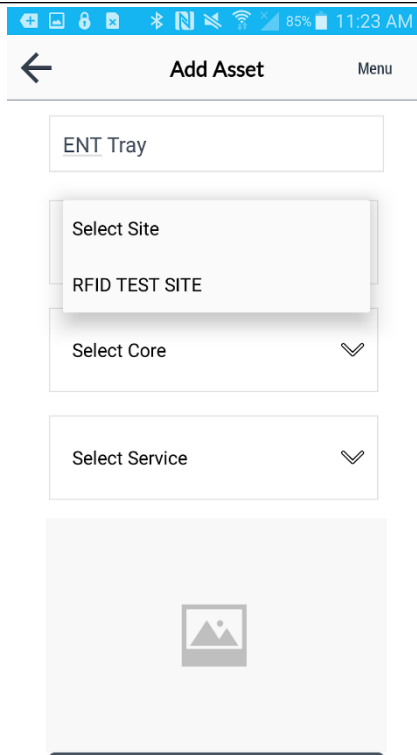 85% 11:23 AM
Add Asset Menu
ENT Tray
Select Site
RFID TEST SITE
Select Core
Select Service